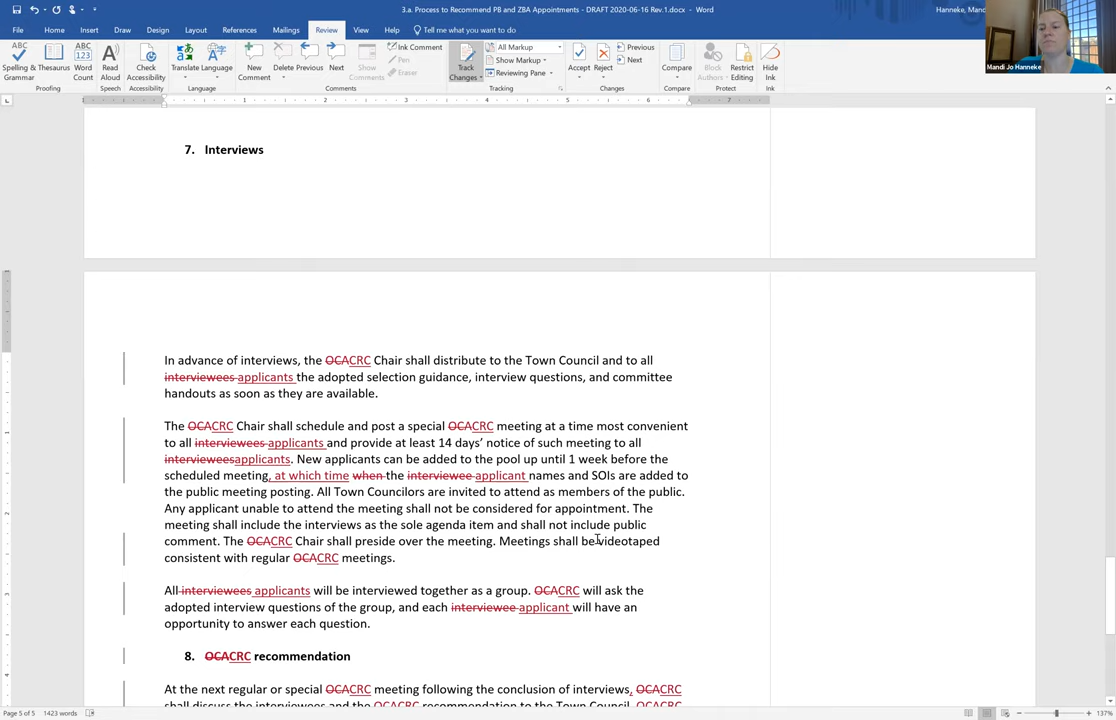 3.a. Process to Recommend PB and ZBA Appointments - DRAFT 2020-06-16 Rev.1.docx - Word
Hanneke, Mand
File Home Insert Draw Design Layout References Mailings Review View Help Tell me what you want to do
Spelling & Grammar Thesaurus Word Count Read Aloud Check Accessibility Translate Language New Comment Delete Previous Next Show Comments Ink Comment Pen Eraser Track Changes All Markup Show Markup Reviewing Pane Accept Reject Previous Next Compare Block Authors Restrict Editing Hide Ink
Proofing Speech Accessibility Language Comments Tracking Changes Compare Protect Ink
Mandi Jo Hanneke
7. Interviews
In advance of interviews, the OCACRC Chair shall distribute to the Town Council and to all
interviewees applicants the adopted selection guidance, interview questions, and committee
handouts as soon as they are available.
The OCACRC Chair shall schedule and post a special OCACRC meeting at a time most convenient
to all interviewees applicants and provide at least 14 days' notice of such meeting to all
intervieweesapplicants. New applicants can be added to the pool up until 1 week before the
scheduled meeting, at which time when the interviewee applicant names and SOIs are added to
the public meeting posting. All Town Councilors are invited to attend as members of the public.
Any applicant unable to attend the meeting shall not be considered for appointment. The
meeting shall include the interviews as the sole agenda item and shall not include public
comment. The OCACRC Chair shall preside over the meeting. Meetings shall be videotaped
consistent with regular OCACRC meetings.
All interviewees applicants will be interviewed together as a group. OCACRC will ask the
adopted interview questions of the group, and each interviewee applicant will have an
opportunity to answer each question.
8. OCACRC recommendation
At the next regular or special OCACRC meeting following the conclusion of interviews, OCACRC
shall discuss the interviewees and the OCACRC recommendation to the Town Council. OCACRC
Page 5 of 5 1423 words
137%